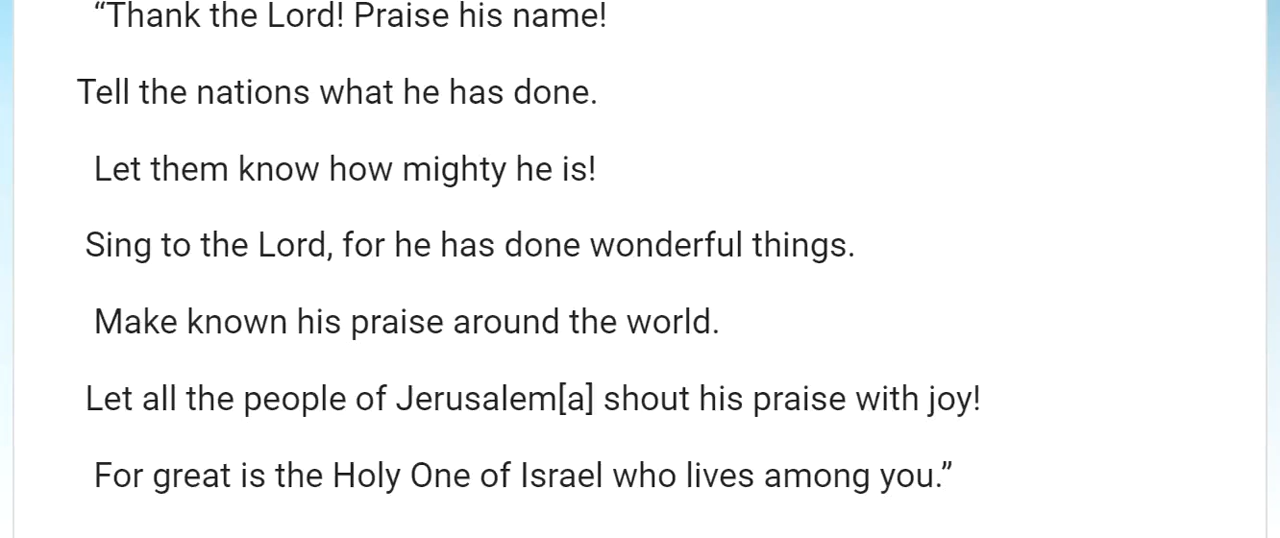 “Thank the Lord! Praise his name!
Tell the nations what he has done.
Let them know how mighty he is!
Sing to the Lord, for he has done wonderful things.
Make known his praise around the world.
Let all the people of Jerusalem[a] shout his praise with joy!
For great is the Holy One of Israel who lives among you.”